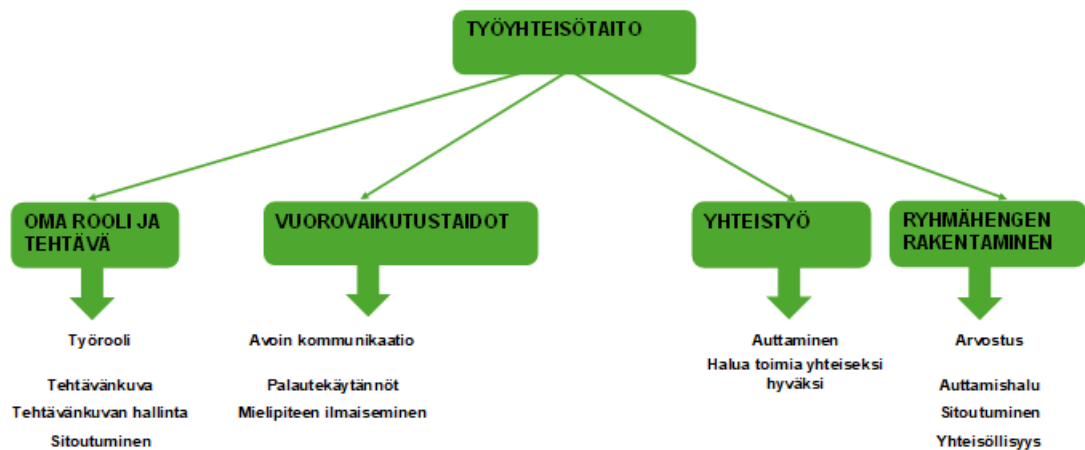 TYÖYHTEISÖTAITO
OMA ROOLI JA
TEHTÄVÄ
VUOROVAIKUTUSTAIDOT
YHTEISTYÖ
RYHMÄHENGEN
RAKENTAMINEN
Työrooli
Tehtävänkuva
Tehtävänkuvan hallinta
Sitoutuminen
Avoin kommunikaatio
Palautekäytännöt
Mielipiteen ilmaiseminen
Auttaminen
Halua toimia yhteiseksi
hyväksi
Arvostus
Auttamishalu
Sitoutuminen
Yhteisöllisyys